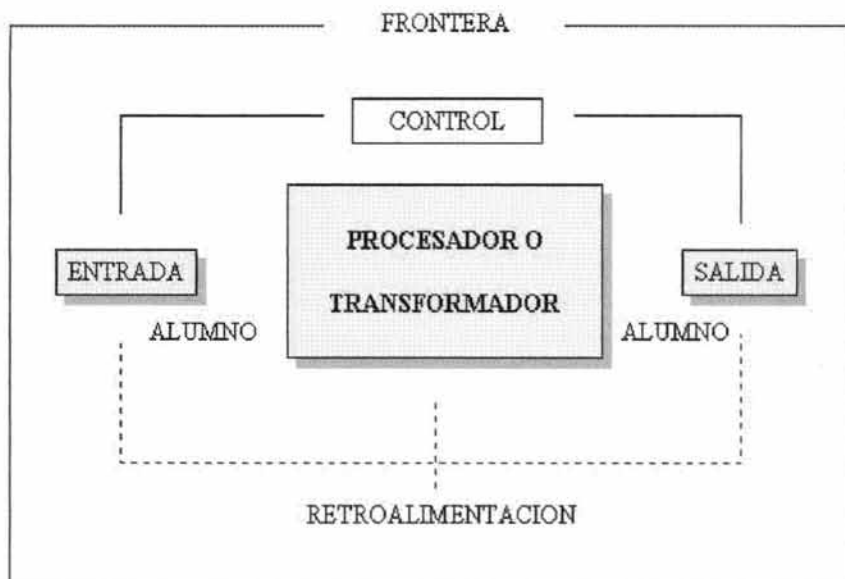 FRONTERA
CONTROL
PROCESADOR O
TRANSFORMADOR
ENTRADA
SALIDA
ALUMNO
ALUMNO
RETROALIMENTACION